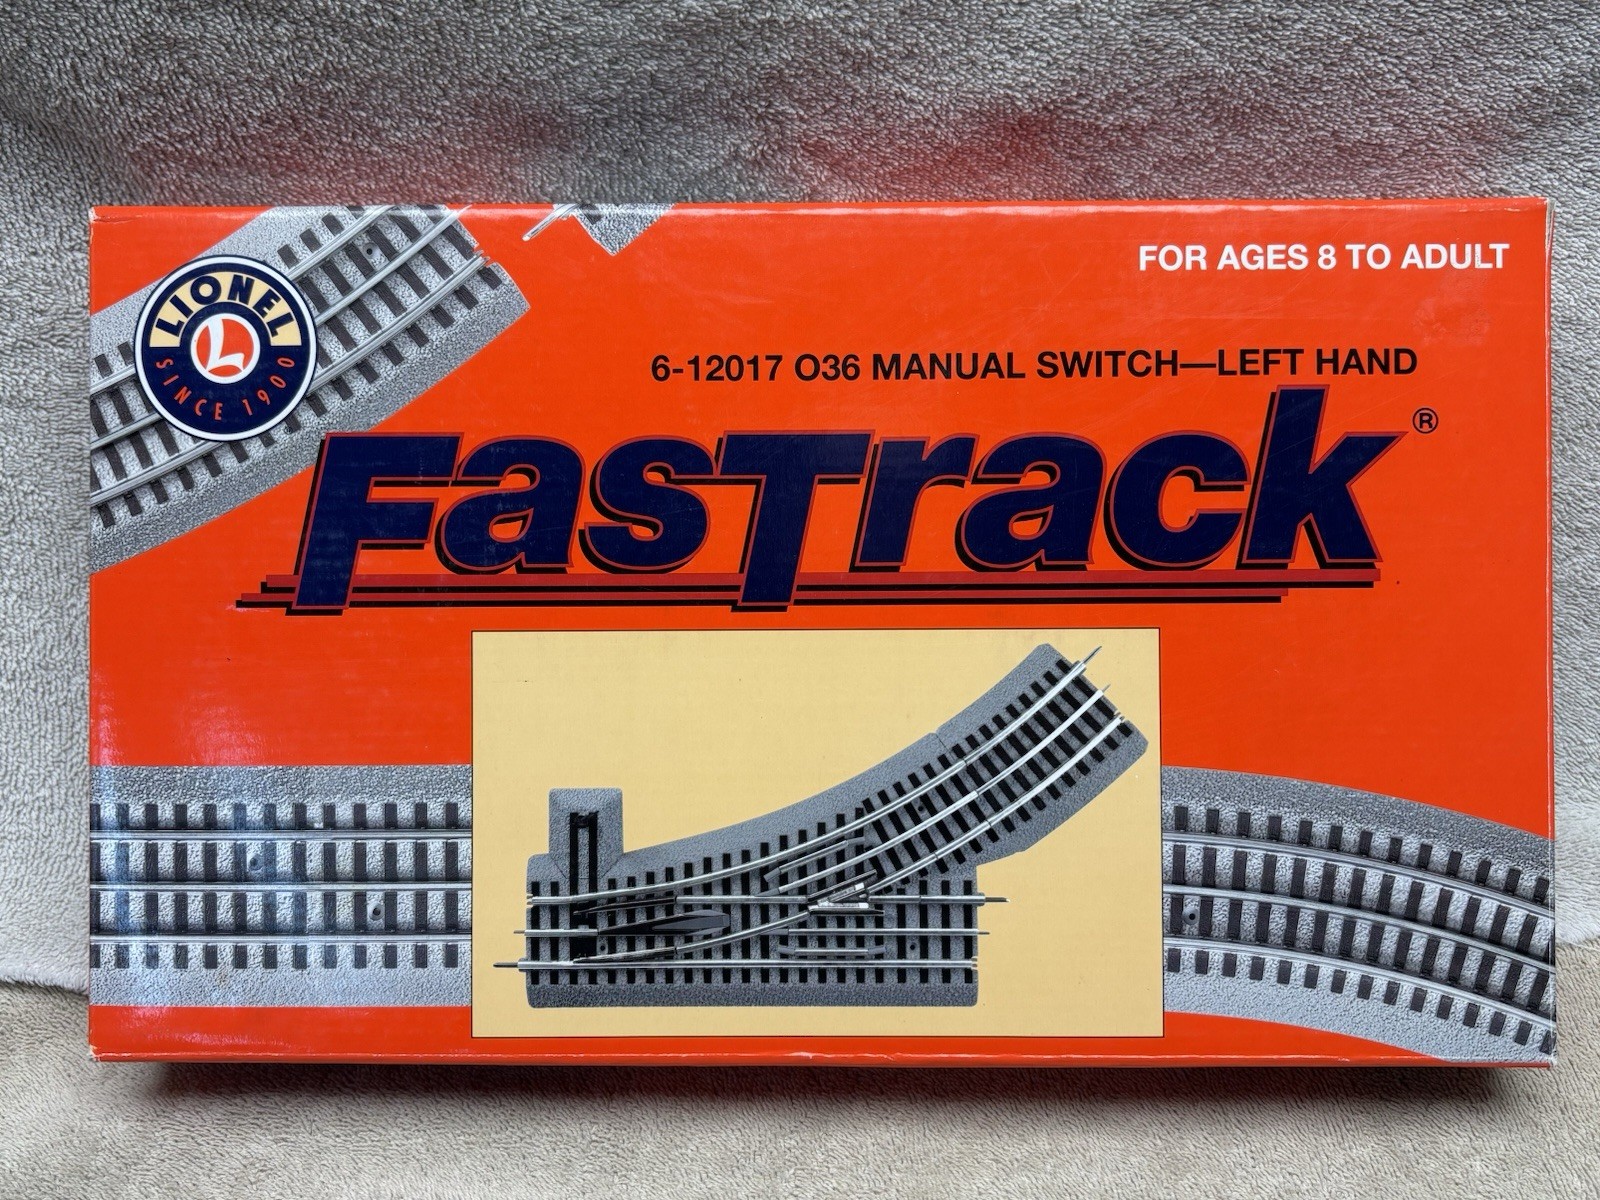 FOR AGES 8 TO ADULT
LIONEL
L
SINCE 1900
6-12017 O36 MANUAL SWITCH—LEFT HAND
FasTrack®